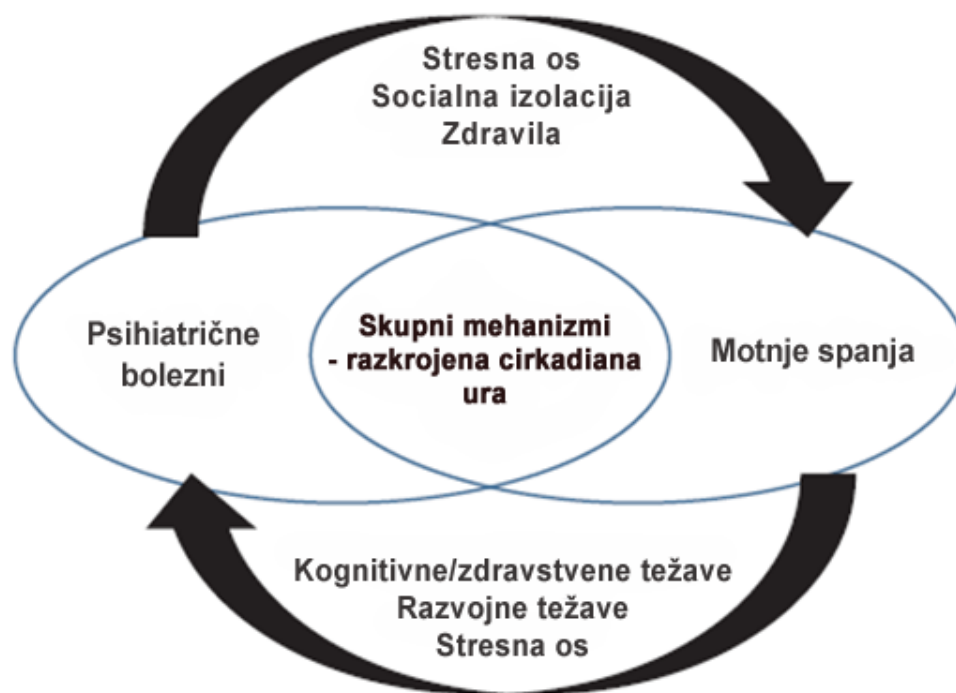 Stresna os
Socialna izolacija
Zdravila
Psihiatrične
bolezni
Skupni mehanizmi
- razkrojena cirkadiana
ura
Motnje spanja
Kognitivne/zdravstvene težave
Razvojne težave
Stresna os